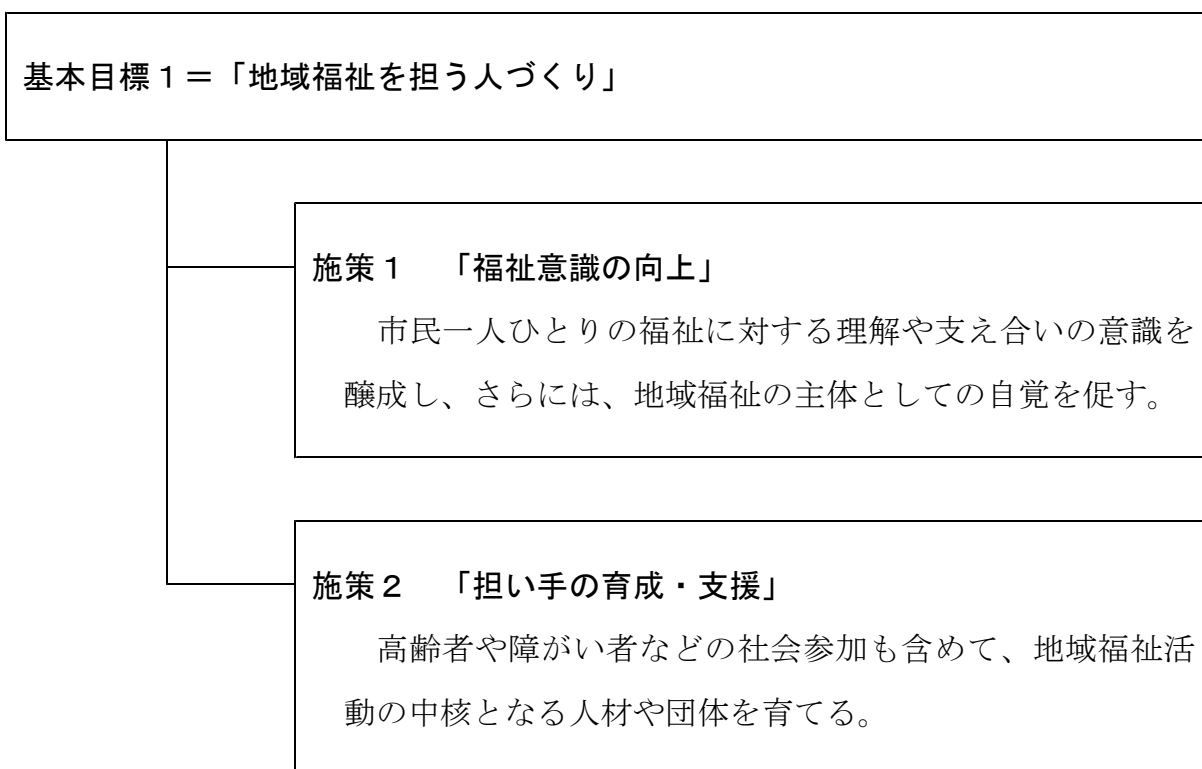 基本目標1＝「地域福祉を担う人づくり」
施策1　「福祉意識の向上」
市民一人ひとりの福祉に対する理解や支え合いの意識を
醸成し、さらには、地域福祉の主体としての自覚を促す。
施策2　「担い手の育成・支援」
高齢者や障がい者などの社会参加も含めて、地域福祉活
動の中核となる人材や団体を育てる。